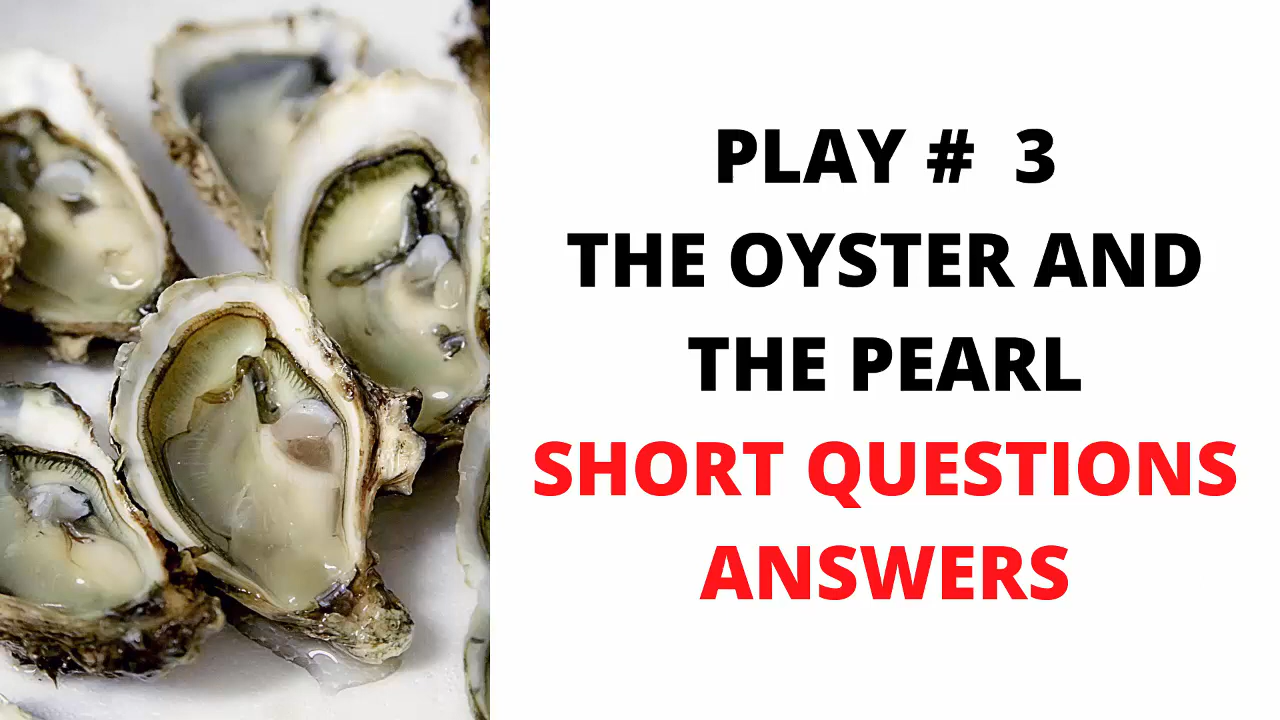 PLAY # 3
THE OYSTER AND
THE PEARL
SHORT QUESTIONS
ANSWERS